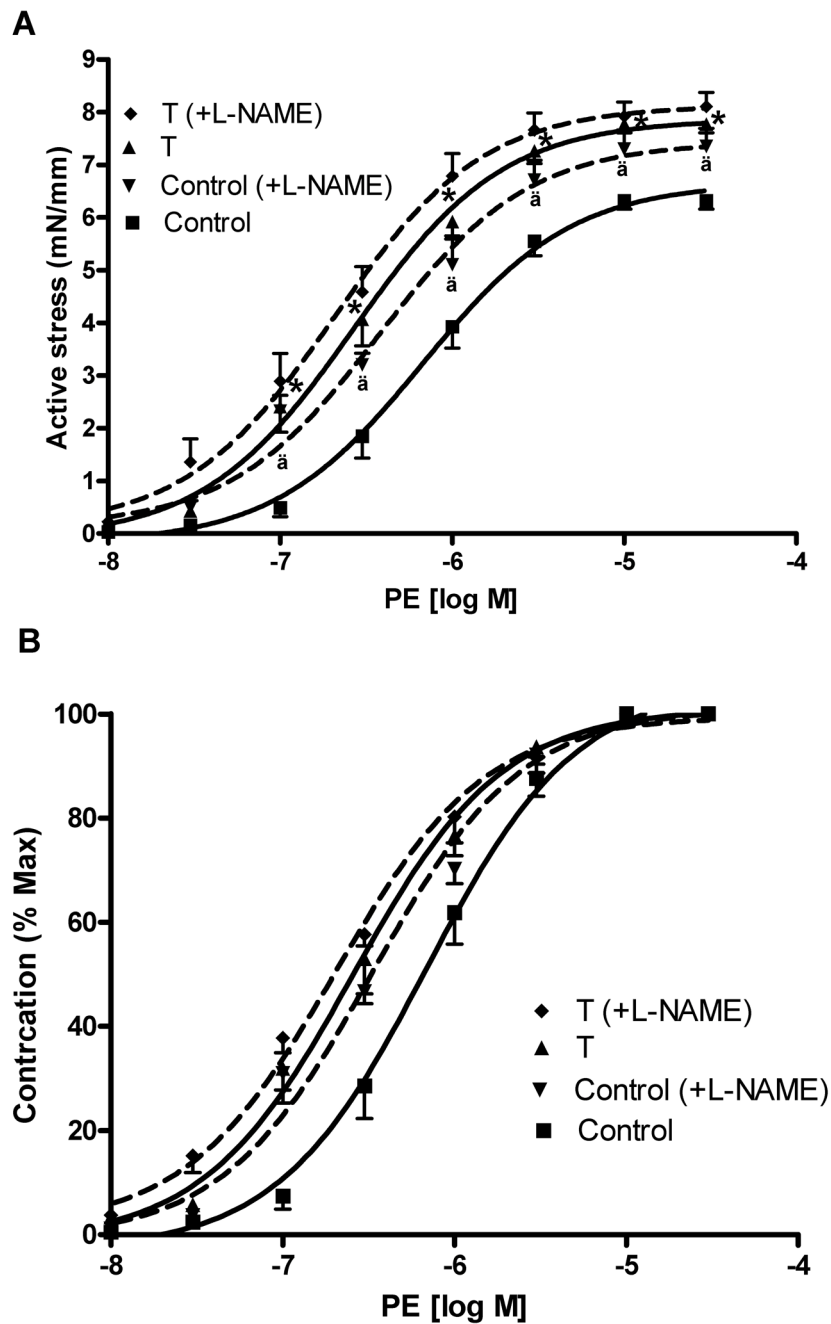 A
9
8
7
6
5
4
3
2
1
0
Active stress (mN/mm)
T (+L-NAME)
T
Control (+L-NAME)
Control
* * * * * *
ä ä ä ä ä ä
-8 -7 -6 -5 -4
PE [log M]
B
100
80
60
40
20
0
Contrcation (% Max)
T (+L-NAME)
T
Control (+L-NAME)
Control
-8 -7 -6 -5 -4
PE [log M]